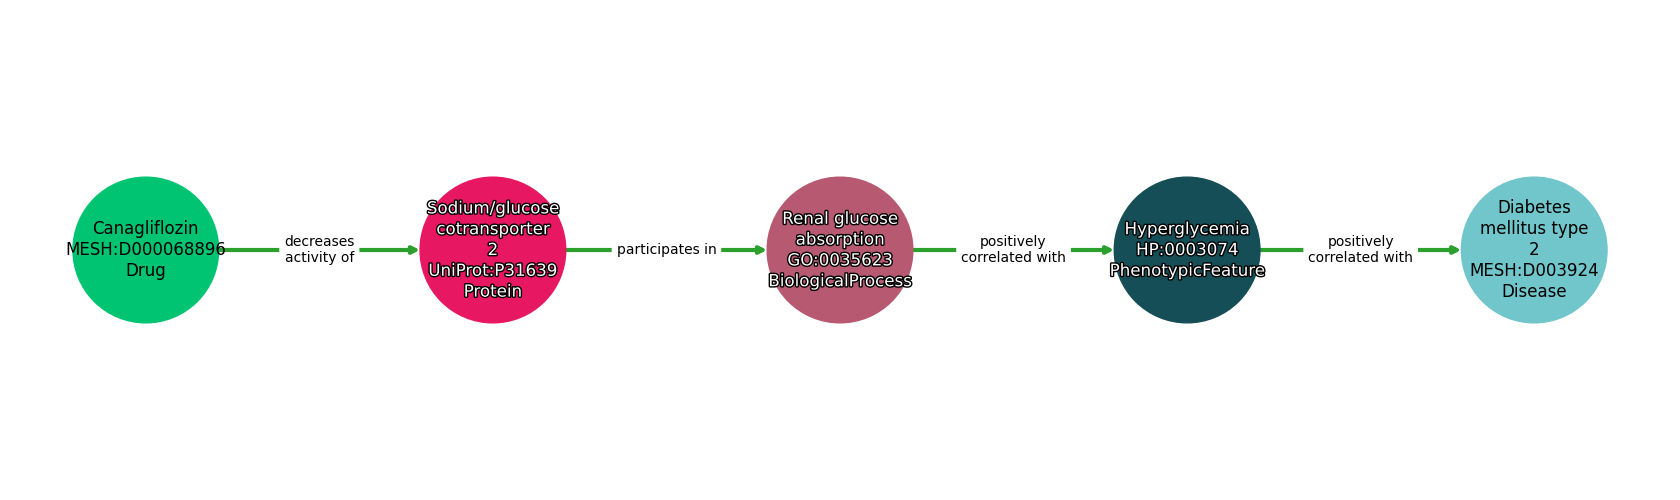 Canagliflozin
MESH:D000068896
Drug
decreases
activity of
Sodium/glucose
cotransporter
2
UniProt:P31639
Protein
participates in
Renal glucose
absorption
GO:0035623
BiologicalProcess
positively
correlated with
Hyperglycemia
HP:0003074
PhenotypicFeature
positively
correlated with
Diabetes
mellitus type
2
MESH:D003924
Disease